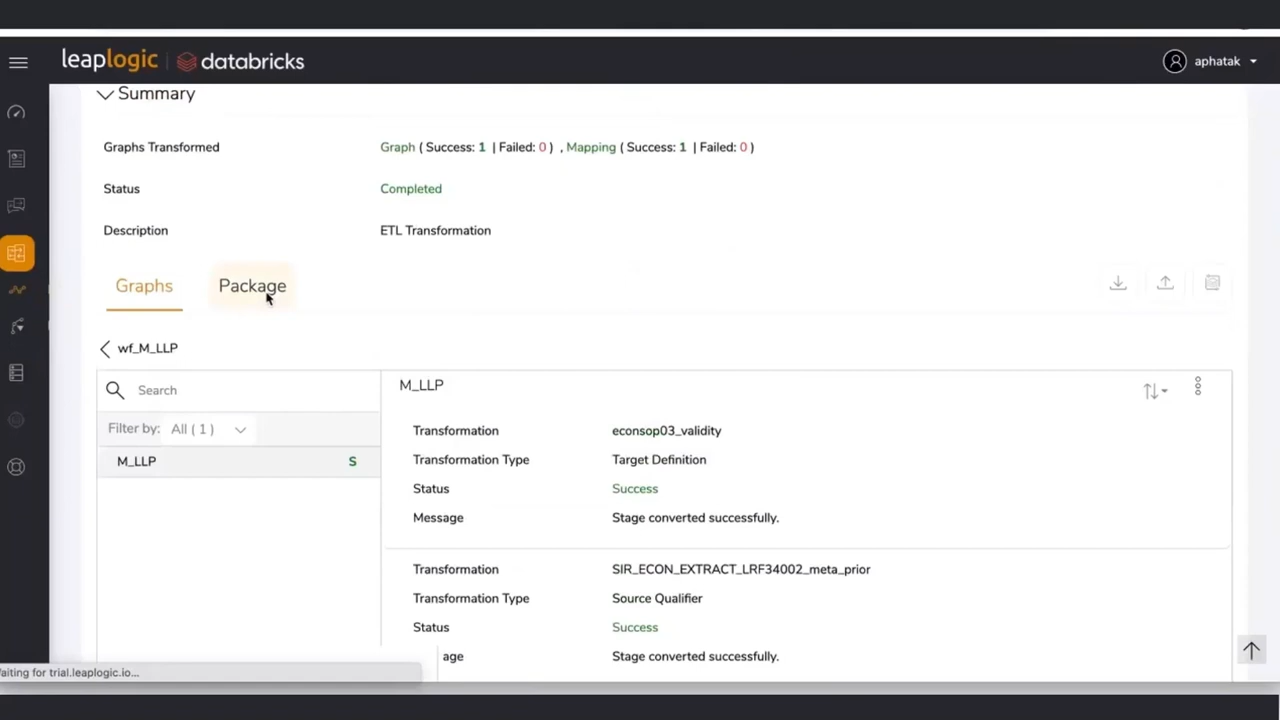 leaplogic databricks
aphatak
Summary
Graphs Transformed Graph ( Success: 1 | Failed: 0 ) , Mapping ( Success: 1 | Failed: 0 )
Status Completed
Description ETL Transformation
Graphs Package
wf_M_LLP
Search
Filter by: All ( 1 )
M_LLP S
M_LLP
Transformation econsop03_validity
Transformation Type Target Definition
Status Success
Message Stage converted successfully.
Transformation SIR_ECON_EXTRACT_LRF34002_meta_prior
Transformation Type Source Qualifier
Status Success
age Stage converted successfully.
aiting for trial.leaplogic.io...